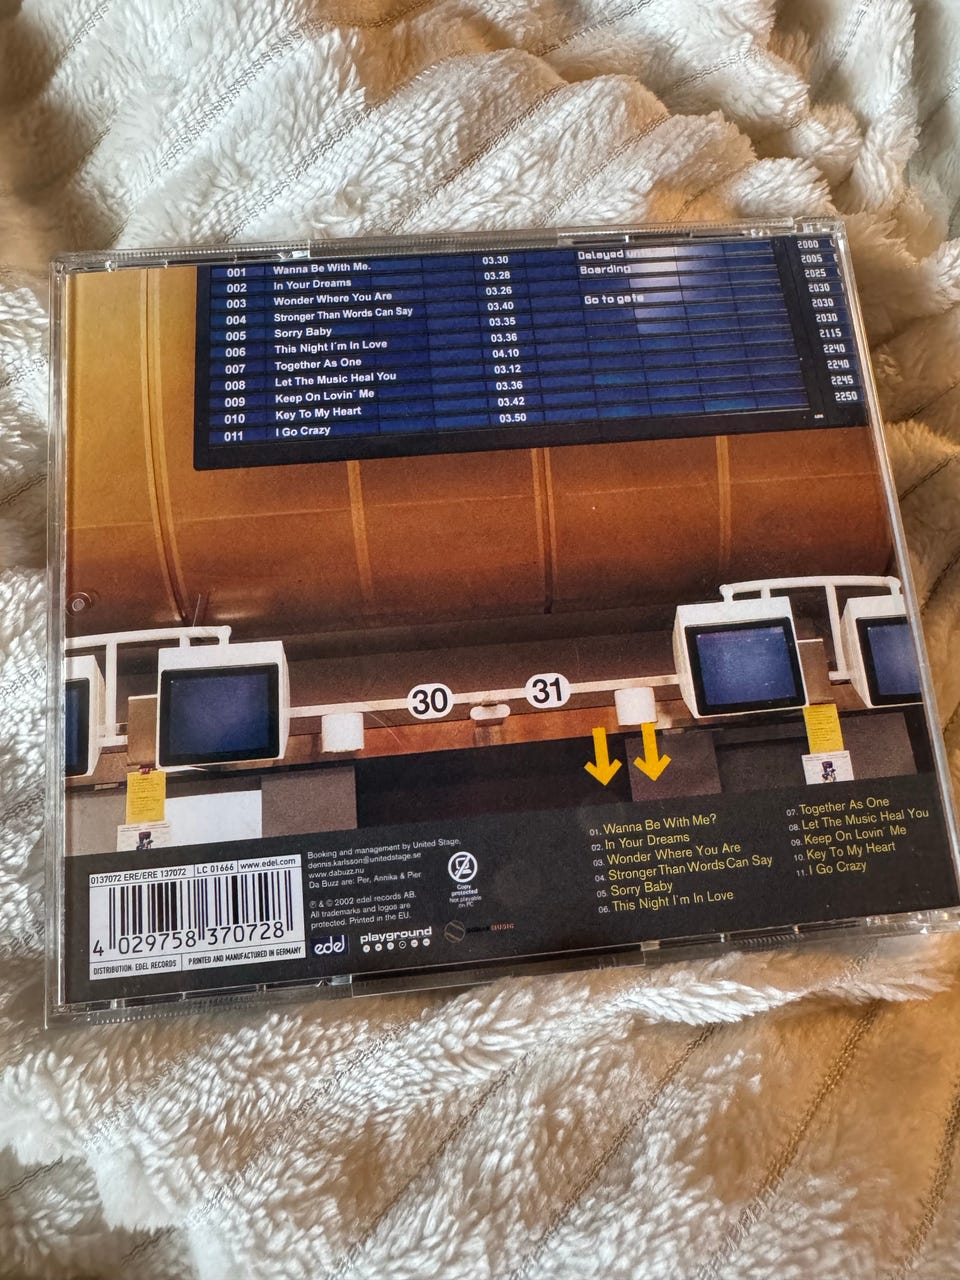 001 Wanna Be With Me. 03.30 Delayed
002 In Your Dreams 03.28 Boarding
003 Wonder Where You Are 03.26
004 Stronger Than Words Can Say 03.40 Go to gate
005 Sorry Baby 03.35
006 This Night I´m In Love 03.36
007 Together As One 04.10
008 Let The Music Heal You 03.12
009 Keep On Lovin´ Me 03.36
010 Key To My Heart 03.42
011 I Go Crazy 03.50
2000
2005
2025
2030
2030
2030
2115
2240
2240
2245
2250
30
31
01. Wanna Be With Me?
02. In Your Dreams
03. Wonder Where You Are
04. Stronger Than Words Can Say
05. Sorry Baby
06. This Night I´m In Love
07. Together As One
08. Let The Music Heal You
09. Keep On Lovin´ Me
10. Key To My Heart
11. I Go Crazy
0137072 ERE/ERE 137072 LC 01666 www.edel.com
4 029758 370728
DISTRIBUTION: EDEL RECORDS PRINTED AND MANUFACTURED IN GERMANY
Booking and management by United Stage,
dennis.karlsson@unitedstage.se
www.dabuzz.nu
Da Buzz are: Per, Annika & Pier
℗ & © 2002 edel records AB.
All trademarks and logos are
protected. Printed in the EU.
edel
playground
MUSIC
Copy
protected
Not playable
on PC